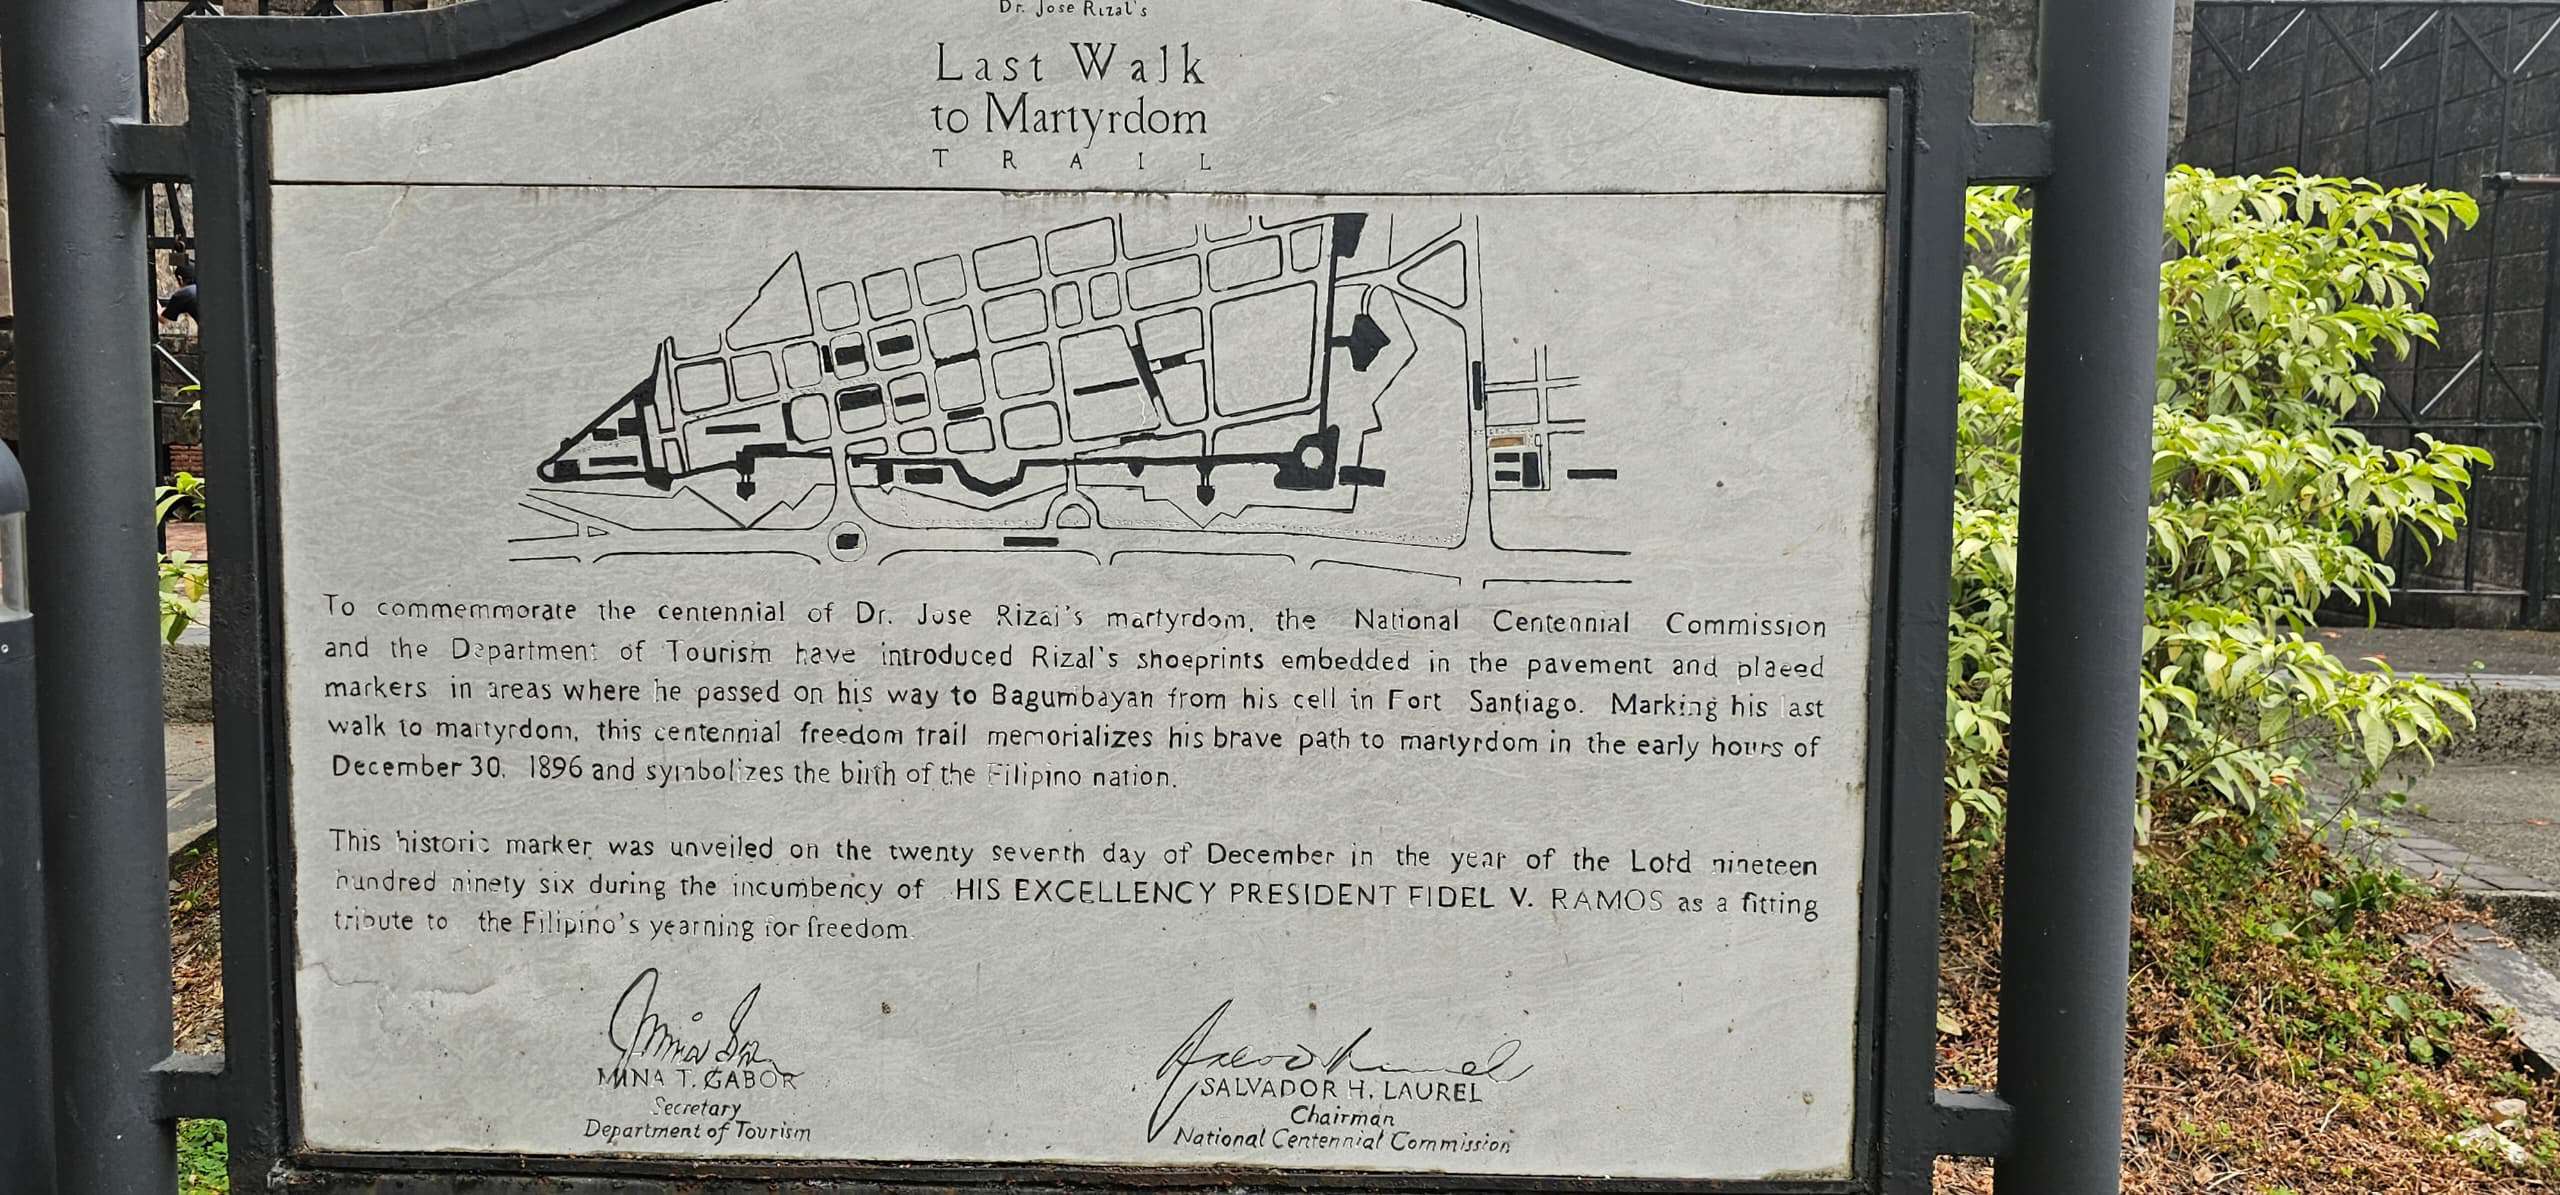 Dr. Jose Rizal's
Last Walk
to Martyrdom
TRAIL
To commemmorate the centennial of Dr. Jose Rizal's martyrdom, the National Centennial Commission
and the Department of Tourism have introduced Rizal's shoeprints embedded in the pavement and placed
markers in areas where he passed on his way to Bagumbayan from his cell in Fort Santiago. Marking his last
walk to martyrdom, this centennial freedom trail memorializes his brave path to martyrdom in the early hours of
December 30, 1896 and symbolizes the birth of the Filipino nation.
This historic marker was unveiled on the twenty seventh day of December in the year of the Lord nineteen
hundred ninety six during the incumbency of HIS EXCELLENCY PRESIDENT FIDEL V. RAMOS as a fitting
tribute to the Filipino's yearning for freedom.
MINA T. GABOR
Secretary
Department of Tourism
SALVADOR H. LAUREL
Chairman
National Centennial Commission